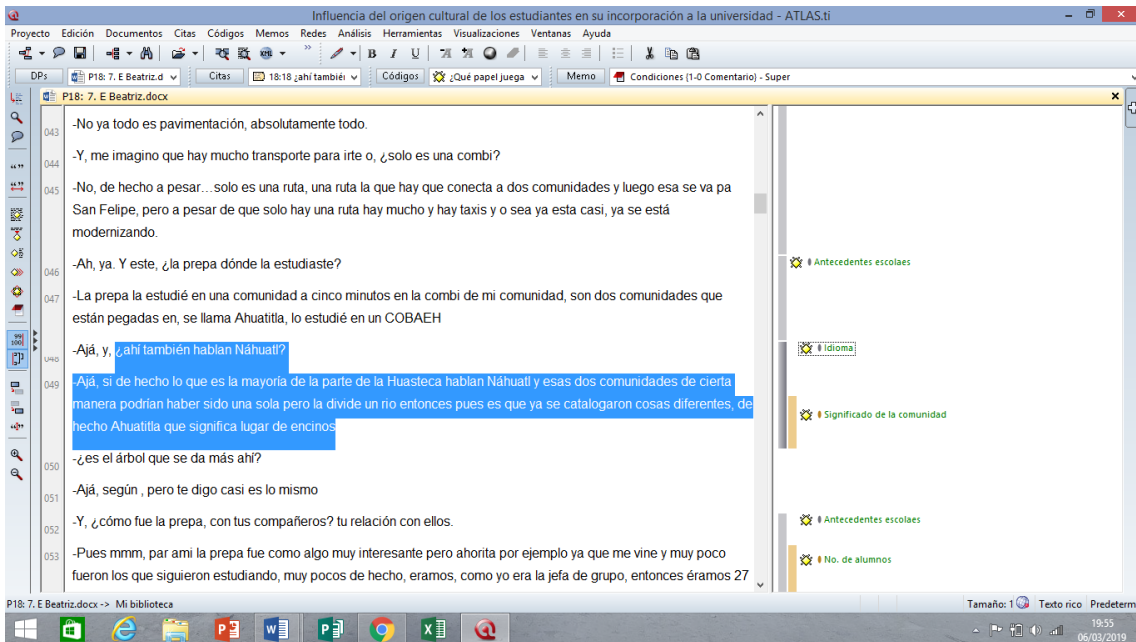 Influencia del origen cultural de los estudiantes en su incorporación a la universidad - ATLAS.ti
Proyecto Edición Documentos Citas Códigos Memos Redes Análisis Herramientas Visualizaciones Ventanas Ayuda
B I U
DPs P18: 7. E Beatriz.d Citas 18:18 ¿ahí tambiér Códigos ¿Qué papel juega Memo Condiciones (1-0 Comentario) - Super
P18: 7. E Beatriz.docx
043 -No ya todo es pavimentación, absolutamente todo.
044 -Y, me imagino que hay mucho transporte para irte o, ¿solo es una combi?
045 -No, de hecho a pesar…solo es una ruta, una ruta la que hay que conecta a dos comunidades y luego esa se va pa
San Felipe, pero a pesar de que solo hay una ruta hay mucho y hay taxis y o sea ya esta casi, ya se está
modernizando.
046 -Ah, ya. Y este, ¿la prepa dónde la estudiaste?
Antecedentes escolaes
047 -La prepa la estudié en una comunidad a cinco minutos en la combi de mi comunidad, son dos comunidades que
están pegadas en, se llama Ahuatitla, lo estudié en un COBAEH
048 -Ajá, y, ¿ahí también hablan Náhuatl?
Idioma
049 -Ajá, si de hecho lo que es la mayoría de la parte de la Huasteca hablan Náhuatl y esas dos comunidades de cierta
manera podrían haber sido una sola pero la divide un rio entonces pues es que ya se catalogaron cosas diferentes, de
hecho Ahuatitla que significa lugar de encinos
Significado de la comunidad
050 -¿es el árbol que se da más ahí?
051 -Ajá, según , pero te digo casi es lo mismo
052 -Y, ¿cómo fue la prepa, con tus compañeros? tu relación con ellos.
Antecedentes escolaes
053 -Pues mmm, par ami la prepa fue como algo muy interesante pero ahorita por ejemplo ya que me vine y muy poco
fueron los que siguieron estudiando, muy pocos de hecho, eramos, como yo era la jefa de grupo, entonces éramos 27
No. de alumnos
P18: 7. E Beatriz.docx -> Mi biblioteca
Tamaño: 1 Texto rico Predeterm
19:55
06/03/2019